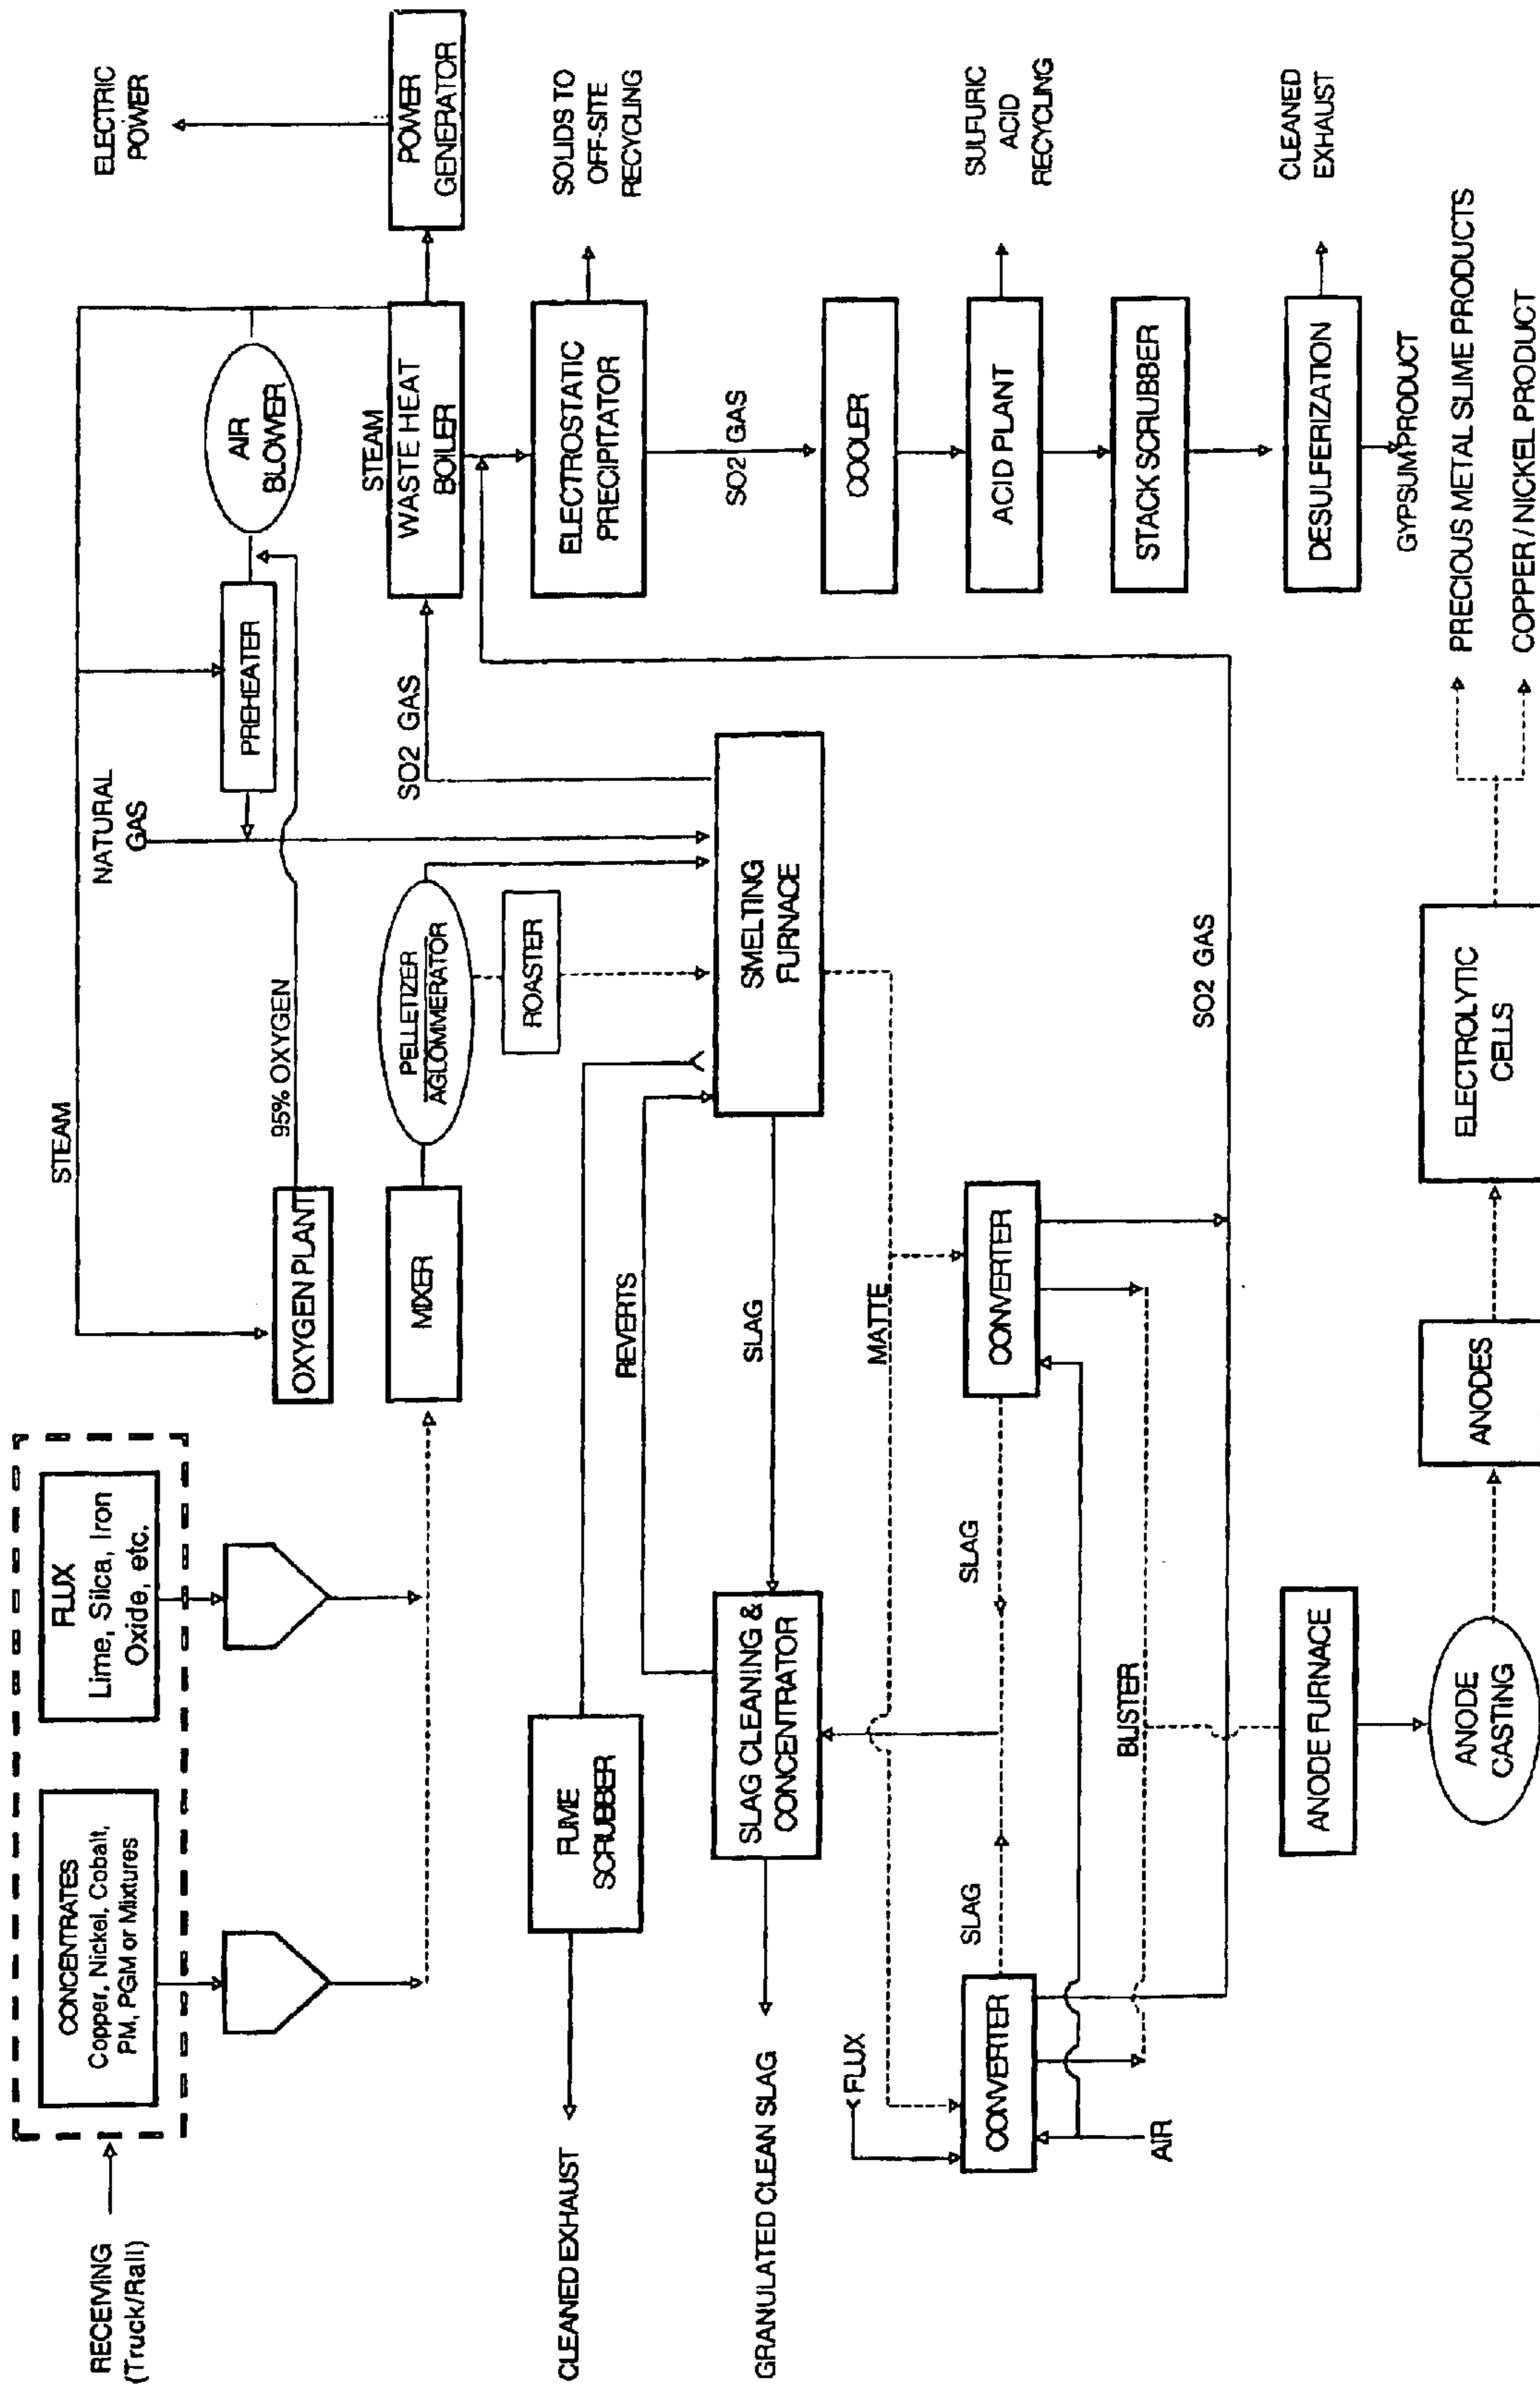 RECEIVING
(Truck/Rail)
CONCENTRATES
Copper, Nickel, Cobalt,
PM, PGM or Mixtures
FLUX
Lime, Silica, Iron
Oxide, etc.
STEAM
NATURAL
GAS
ELECTRIC
POWER
OXYGEN PLANT
95% OXYGEN
PREHEATER
AIR
BLOWER
MIXER
PELLETIZER
AGLOMMERATOR
ROASTER
SO2 GAS
STEAM
WASTE HEAT
BOILER
POWER
GENERATOR
CLEANED EXHAUST
FUME
SCRUBBER
REVERTS
ELECTROSTATIC
PRECIPITATOR
SOLIDS TO
OFF-SITE
RECYCLING
GRANULATED CLEAN SLAG
SLAG CLEANING &
CONCENTRATOR
SLAG
SMELTING
FURNACE
SO2 GAS
COOLER
FLUX
MATTE
CONVERTER
SLAG
SLAG
CONVERTER
ACID PLANT
SULFURIC
ACID
RECYCLING
AIR
BLISTER
STACK SCRUBBER
SO2 GAS
ANODE FURNACE
DESULFERIZATION
CLEANED
EXHAUST
GYPSUM PRODUCT
ANODE
CASTING
ANODES
ELECTROLYTIC
CELLS
PRECIOUS METAL SLIME PRODUCTS
COPPER / NICKEL PRODUCT